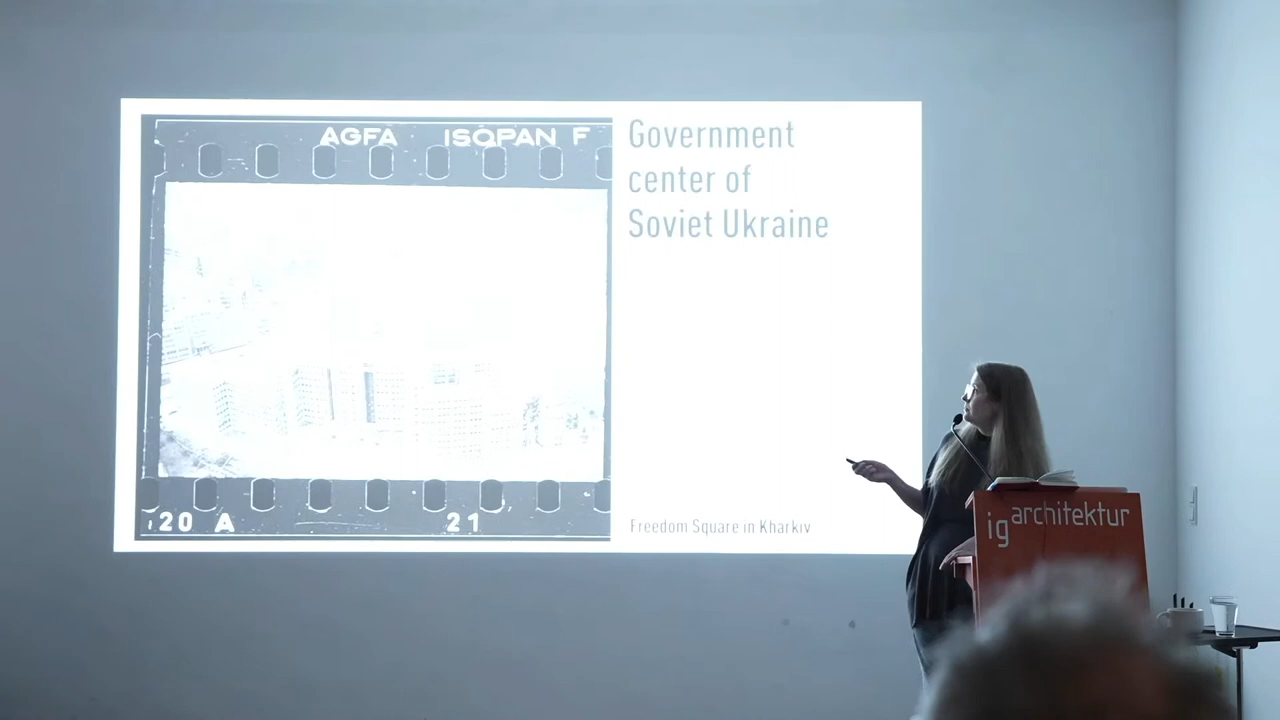 AGFA ISOPAN F
20 A 21
Government
center of
Soviet Ukraine
Freedom Square in Kharkiv
ig architektur